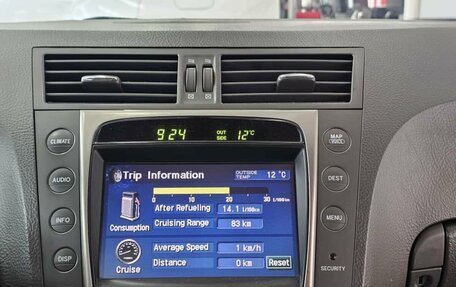 9:24 OUT SIDE 12°C
CLIMATE
AUDIO
INFO
DISP
MAP VOICE
DEST
MENU
SECURITY
Trip Information
OUTSIDE TEMP 12 °C
0 10 20 30 L/100km
After Refueling 14.1 L/100km
Cruising Range 83 km
Consumption
Average Speed 1 km/h
Distance 0 km
Cruise
Reset